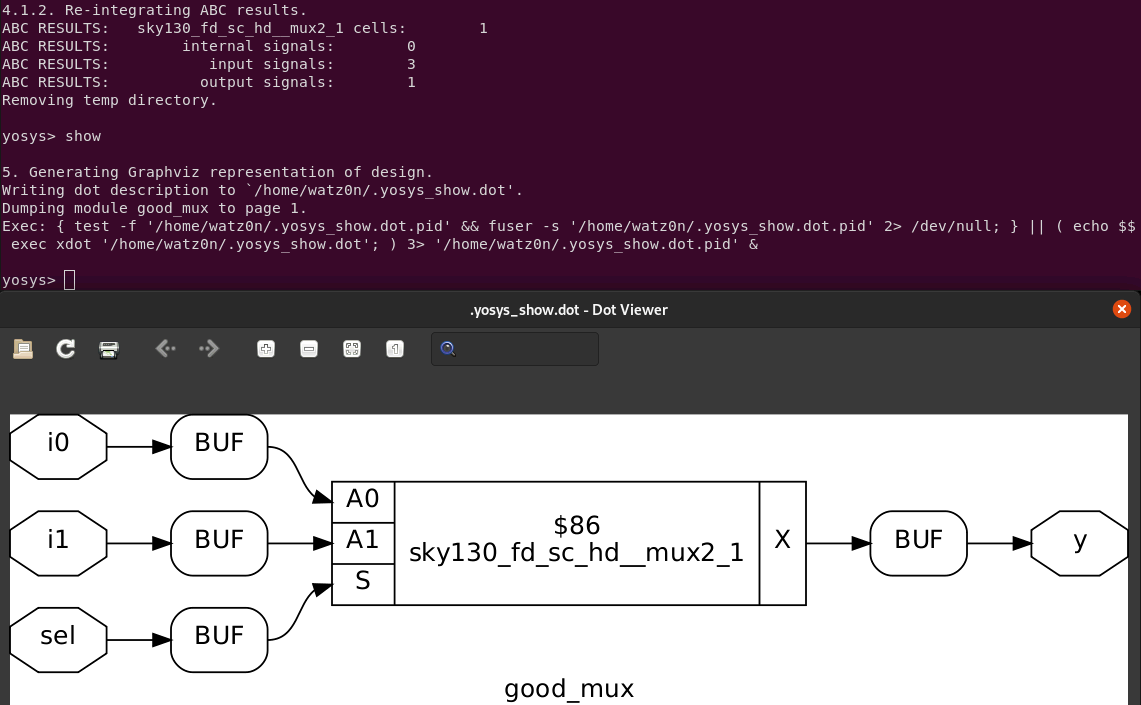 4.1.2. Re-integrating ABC results.
ABC RESULTS:   sky130_fd_sc_hd__mux2_1 cells:        1
ABC RESULTS:        internal signals:        0
ABC RESULTS:           input signals:        3
ABC RESULTS:          output signals:        1
Removing temp directory.
yosys> show
5. Generating Graphviz representation of design.
Writing dot description to `/home/watz0n/.yosys_show.dot'.
Dumping module good_mux to page 1.
Exec: { test -f '/home/watz0n/.yosys_show.dot.pid' && fuser -s '/home/watz0n/.yosys_show.dot.pid' 2> /dev/null; } || ( echo $$
 exec xdot '/home/watz0n/.yosys_show.dot'; ) 3> '/home/watz0n/.yosys_show.dot.pid' &
yosys>
.yosys_show.dot - Dot Viewer
i0 BUF
A0
i1 BUF A1 $86 X BUF y
sky130_fd_sc_hd__mux2_1
S
sel BUF
good_mux